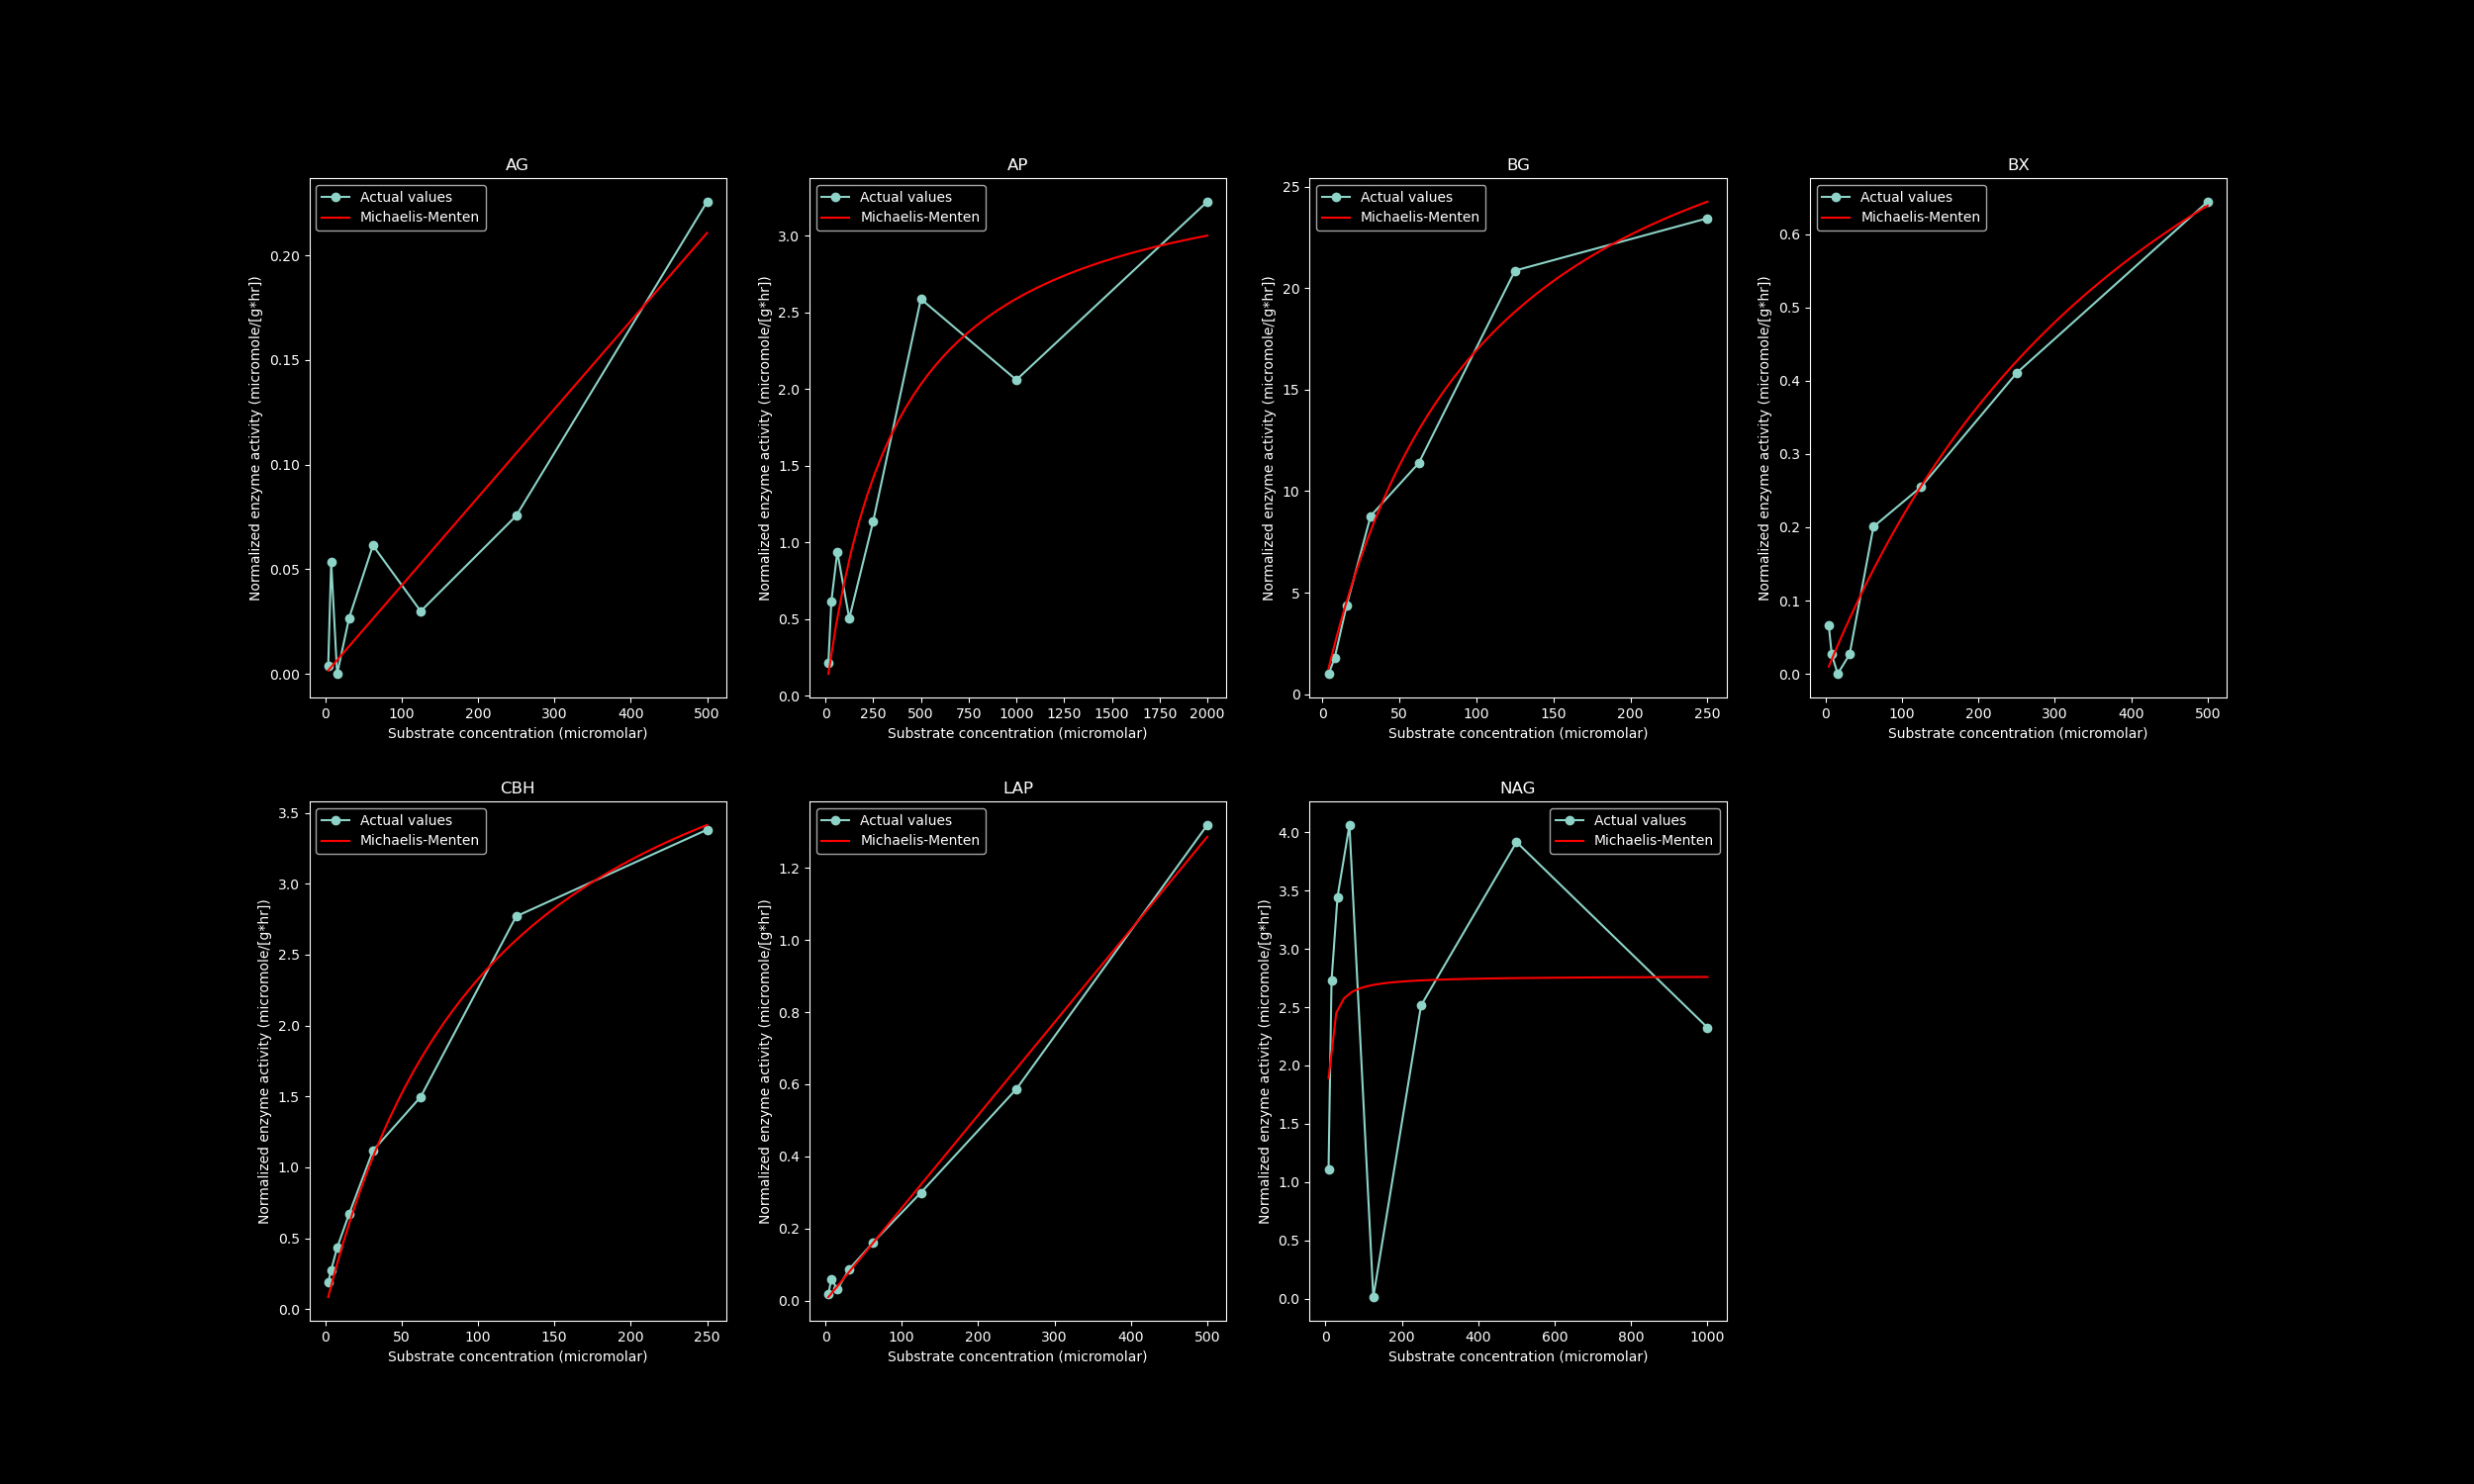 AG
Actual values
Michaelis-Menten
Normalized enzyme activity (micromole/[g*hr])
0.20
0.15
0.10
0.05
0.00
0 100 200 300 400 500
Substrate concentration (micromolar)
AP
Actual values
Michaelis-Menten
Normalized enzyme activity (micromole/[g*hr])
3.0
2.5
2.0
1.5
1.0
0.5
0.0
0 250 500 750 1000 1250 1500 1750 2000
Substrate concentration (micromolar)
BG
Actual values
Michaelis-Menten
Normalized enzyme activity (micromole/[g*hr])
25
20
15
10
5
0
0 50 100 150 200 250
Substrate concentration (micromolar)
BX
Actual values
Michaelis-Menten
Normalized enzyme activity (micromole/[g*hr])
0.6
0.5
0.4
0.3
0.2
0.1
0.0
0 100 200 300 400 500
Substrate concentration (micromolar)
CBH
Actual values
Michaelis-Menten
Normalized enzyme activity (micromole/[g*hr])
3.5
3.0
2.5
2.0
1.5
1.0
0.5
0.0
0 50 100 150 200 250
Substrate concentration (micromolar)
LAP
Actual values
Michaelis-Menten
Normalized enzyme activity (micromole/[g*hr])
1.2
1.0
0.8
0.6
0.4
0.2
0.0
0 100 200 300 400 500
Substrate concentration (micromolar)
NAG
Actual values
Michaelis-Menten
Normalized enzyme activity (micromole/[g*hr])
4.0
3.5
3.0
2.5
2.0
1.5
1.0
0.5
0.0
0 200 400 600 800 1000
Substrate concentration (micromolar)